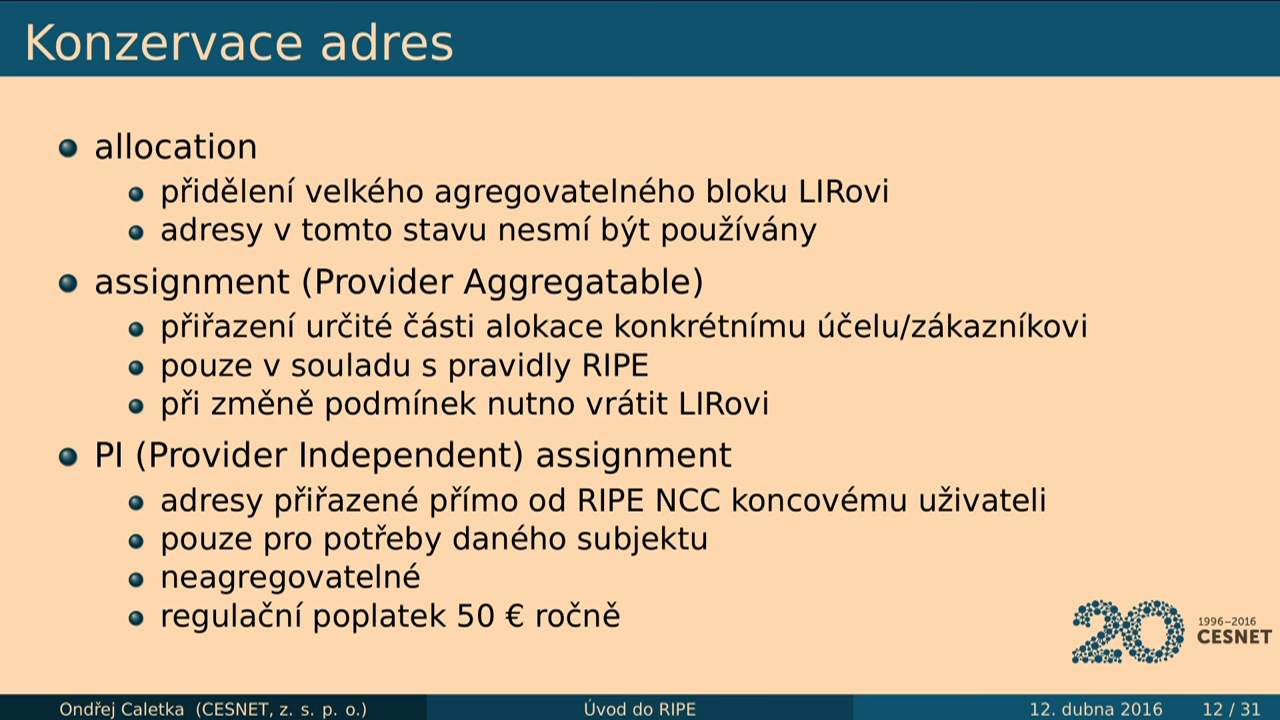 Konzervace adres
allocation
přidělení velkého agregovatelného bloku LIRovi
adresy v tomto stavu nesmí být používány
assignment (Provider Aggregatable)
přiřazení určité části alokace konkrétnímu účelu/zákazníkovi
pouze v souladu s pravidly RIPE
při změně podmínek nutno vrátit LIRovi
PI (Provider Independent) assignment
adresy přiřazené přímo od RIPE NCC koncovému uživateli
pouze pro potřeby daného subjektu
neagregovatelné
regulační poplatek 50 € ročně
20
1996–2016
CESNET
Ondřej Caletka (CESNET, z. s. p. o.) Úvod do RIPE 12. dubna 2016 12 / 31